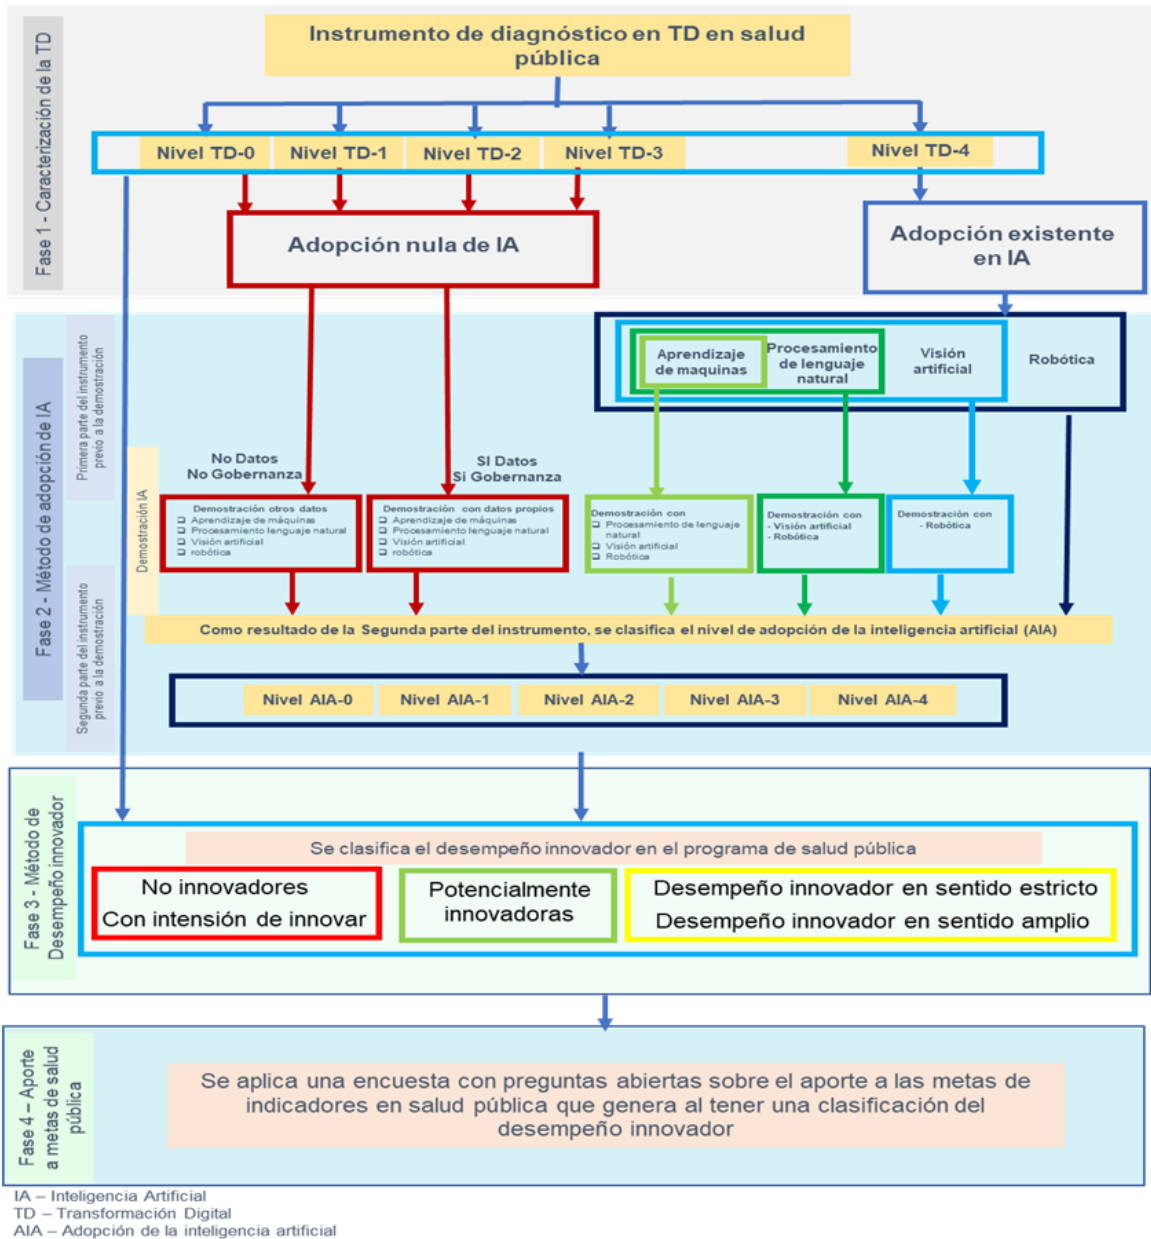 Fase 1 - Caracterización de la TD
Instrumento de diagnóstico en TD en salud
pública
Nivel TD-0
Nivel TD-1
Nivel TD-2
Nivel TD-3
Nivel TD-4
Adopción nula de IA
Adopción existente
en IA
Fase 2 - Método de adopción de IA
Primera parte del instrumento
previo a la demostración
Aprendizaje
de maquinas
Procesamiento
de lenguaje
natural
Visión
artificial
Robótica
No Datos
No Gobernanza
SI Datos
Si Gobernanza
Demostración IA
Demostración otros datos
❑ Aprendizaje de máquinas
❑ Procesamiento lenguaje natural
❑ Visión artificial
❑ robótica
Demostración con datos propios
❑ Aprendizaje de máquinas
❑ Procesamiento lenguaje natural
❑ Visión artificial
❑ robótica
Demostración con
❑ Procesamiento de lenguaje
natural
❑ Visión artificial
❑ Robótica
Demostración con
- Visión artificial
- Robótica
Demostración con
- Robótica
Segunda parte del instrumento
previo a la demostración
Como resultado de la Segunda parte del instrumento, se clasifica el nivel de adopción de la inteligencia artificial (AIA)
Nivel AIA-0
Nivel AIA-1
Nivel AIA-2
Nivel AIA-3
Nivel AIA-4
Fase 3 - Método de
Desempeño innovador
Se clasifica el desempeño innovador en el programa de salud pública
No innovadores
Con intensión de innovar
Potencialmente
innovadoras
Desempeño innovador en sentido estricto
Desempeño innovador en sentido amplio
Fase 4 – Aporte
a metas de salud
pública
Se aplica una encuesta con preguntas abiertas sobre el aporte a las metas de
indicadores en salud pública que genera al tener una clasificación del
desempeño innovador
IA – Inteligencia Artificial
TD – Transformación Digital
AIA – Adopción de la inteligencia artificial